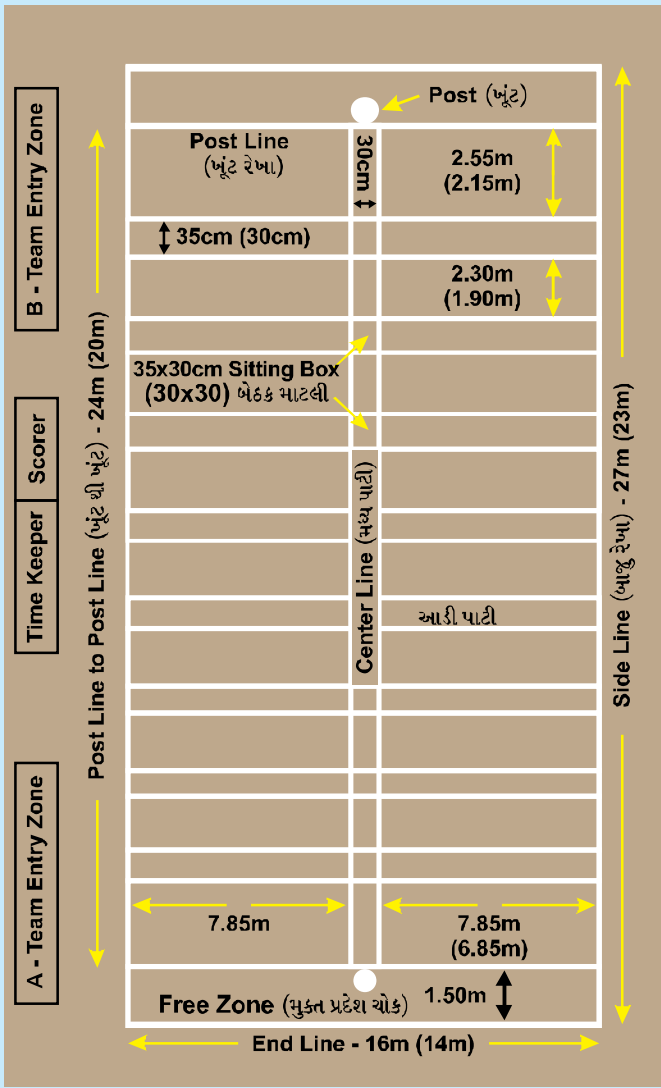 Post (ખૂંટ)
Post Line
(ખૂંટ રેખા)
30cm
2.55m
(2.15m)
35cm (30cm)
2.30m
(1.90m)
35x30cm Sitting Box
(30x30) બેઠક માટલી
Center Line (મધ્ય પાટી)
આડી પાટી
7.85m
7.85m
(6.85m)
Free Zone (મુક્ત પ્રદેશ ચોક)
1.50m
End Line - 16m (14m)
B - Team Entry Zone
Scorer
Time Keeper
A - Team Entry Zone
Post Line to Post Line (ખૂંટ થી ખૂંટ) - 24m (20m)
Side Line (બાજુ રેખા) - 27m (23m)